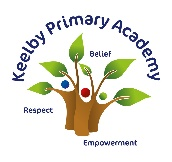 Keelby Primary Academy
Belief
Respect
Empowerment